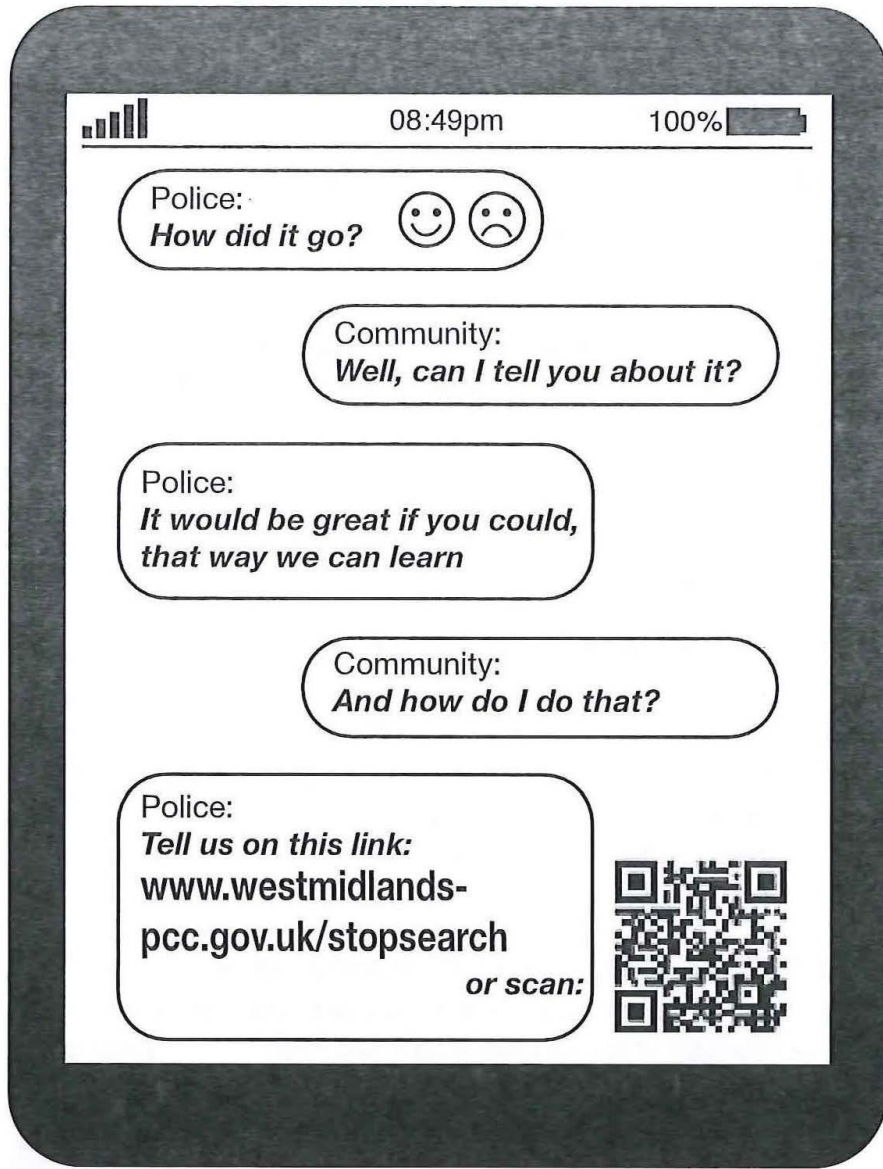 08:49pm 100%
Police:
How did it go?
Community:
Well, can I tell you about it?
Police:
It would be great if you could,
that way we can learn
Community:
And how do I do that?
Police:
Tell us on this link:
www.westmidlands-
pcc.gov.uk/stopsearch
or scan: